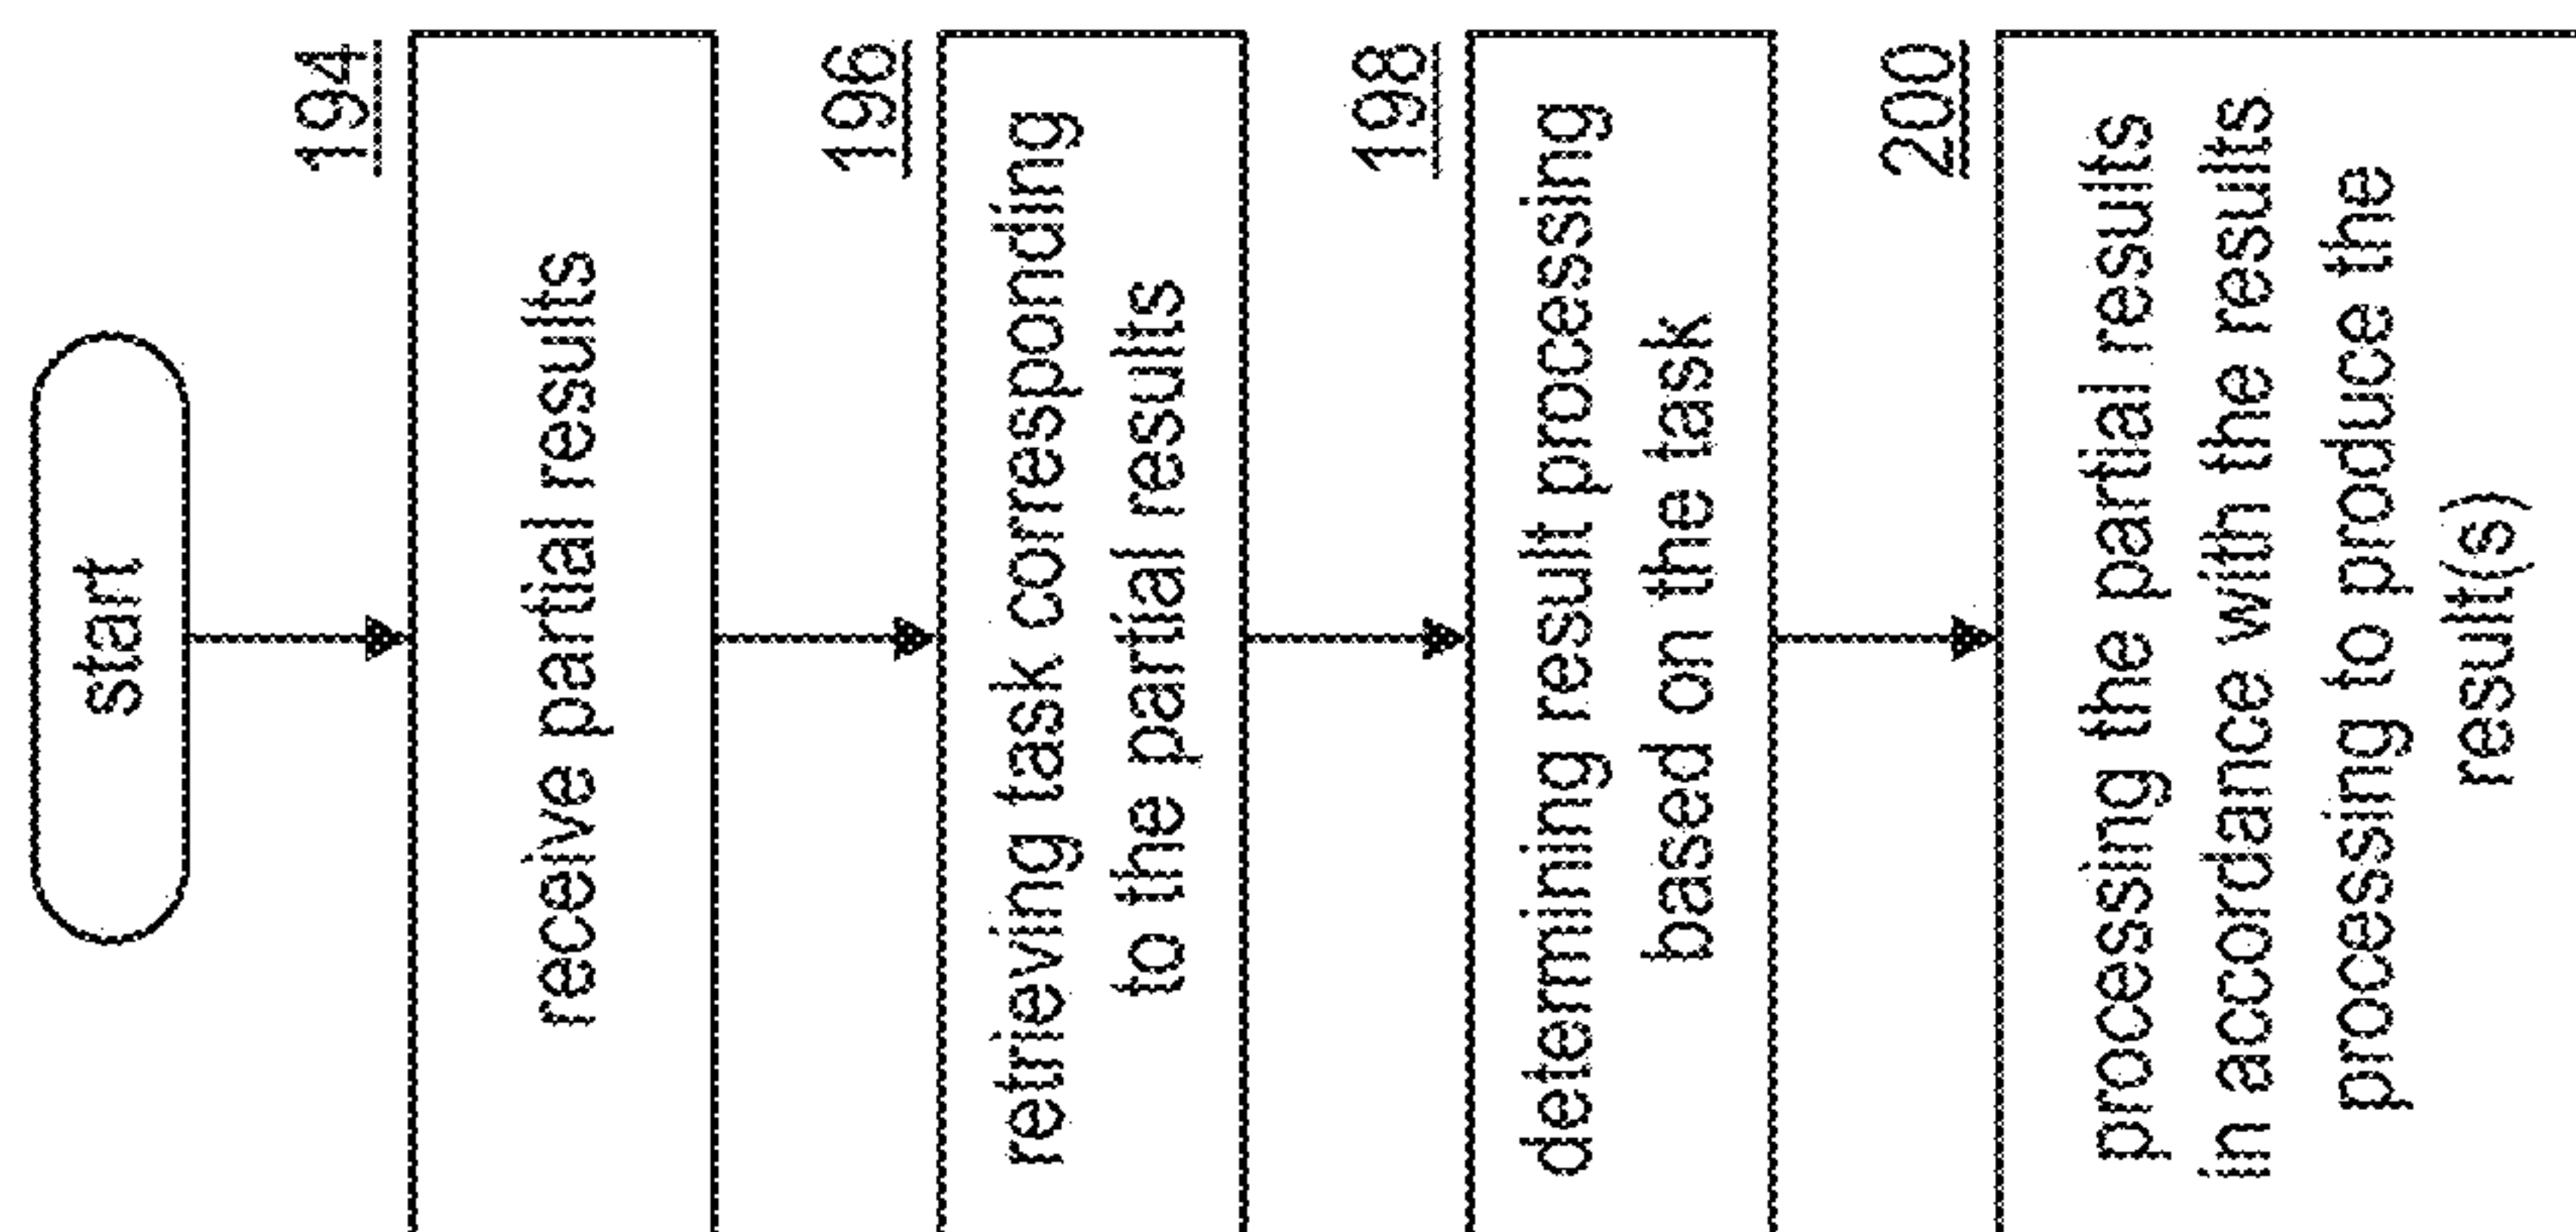 start
194
receive partial results
196
retrieving task corresponding
to the partial results
198
determining result processing
based on the task
200
processing the partial results
in accordance with the results
processing to produce the
result(s)